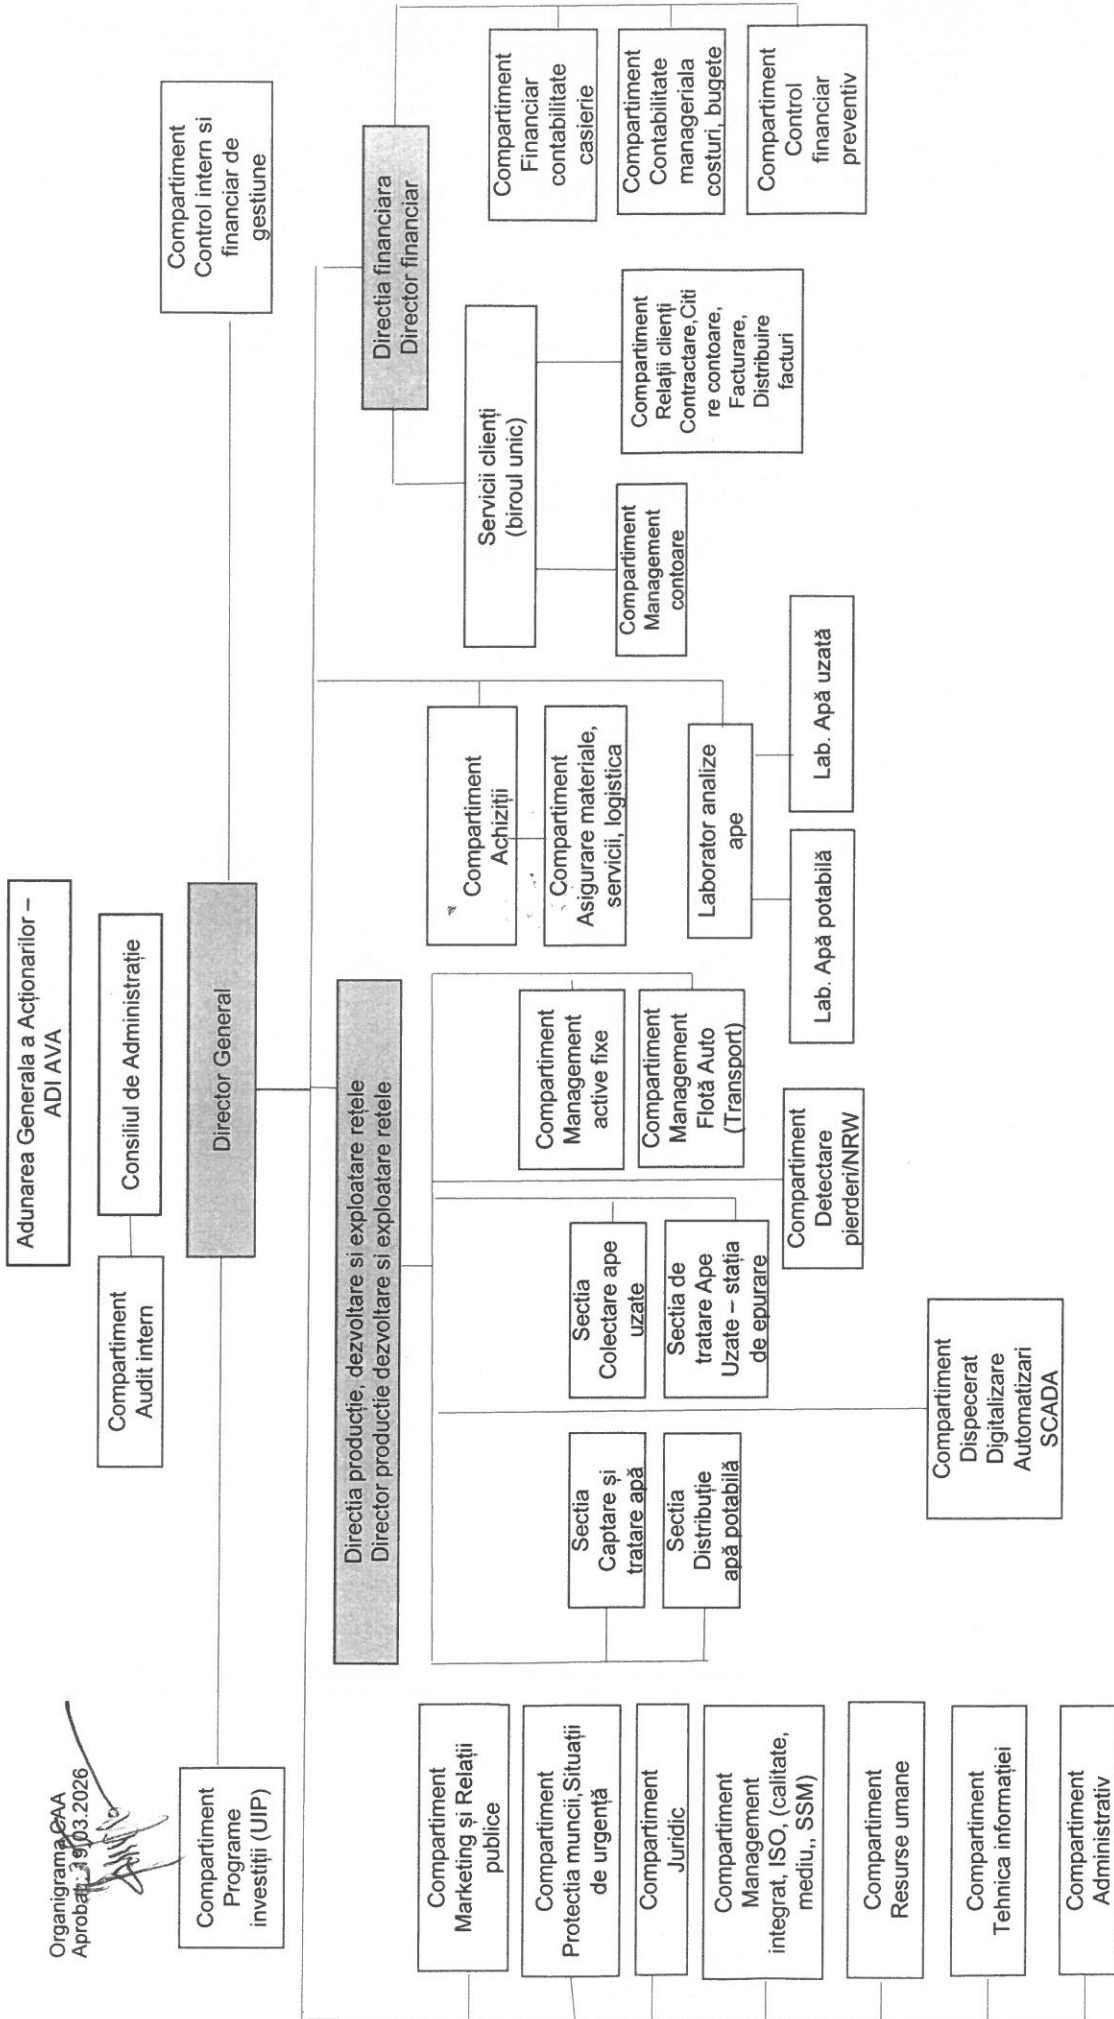 Organigrama CAA
Aprobat: 19.03.2026
Adunarea Generala a Acționarilor –
ADI AVA
Compartiment
Audit intern
Consiliul de Administrație
Compartiment
Programe
investiții (UIP)
Director General
Compartiment
Control intern si
financiar de
gestiune
Compartiment
Marketing și Relații
publice
Compartiment
Protectia muncii,Situații
de urgență
Compartiment
Juridic
Compartiment
Management
integrat, ISO, (calitate,
mediu,, SSM)
Compartiment
Resurse umane
Compartiment
Tehnica informației
Compartiment
Administrativ
Directia producție, dezvoltare si exploatare rețele
Director productie dezvoltare si exploatare retele
Sectia
Captare și
tratare apă
Sectia
Distribuție
apă potabilă
Sectia
Colectare ape
uzate
Sectia de
tratare Ape
Uzate – stația
de epurare
Compartiment
Management
active fixe
Compartiment
Management
Flotă Auto
(Transport)
Compartiment
Detectare
pierderi/NRW
Compartiment
Dispecerat
Digitalizare
Automatizari
SCADA
Compartiment
Achiziții
Compartiment
Asigurare materiale,
servicii, logistica
Laborator analize
ape
Lab. Apă potabilă
Lab. Apă uzată
Directia financiara
Director financiar
Servicii clienți
(biroul unic)
Compartiment
Management
contoare
Compartiment
Relații clienți
Contractare,Citi
re contoare,
Facturare,
Distribuire
facturi
Compartiment
Financiar
contabilitate
casierie
Compartiment
Contabilitate
manageriala
costuri, bugete
Compartiment
Control
financiar
preventiv